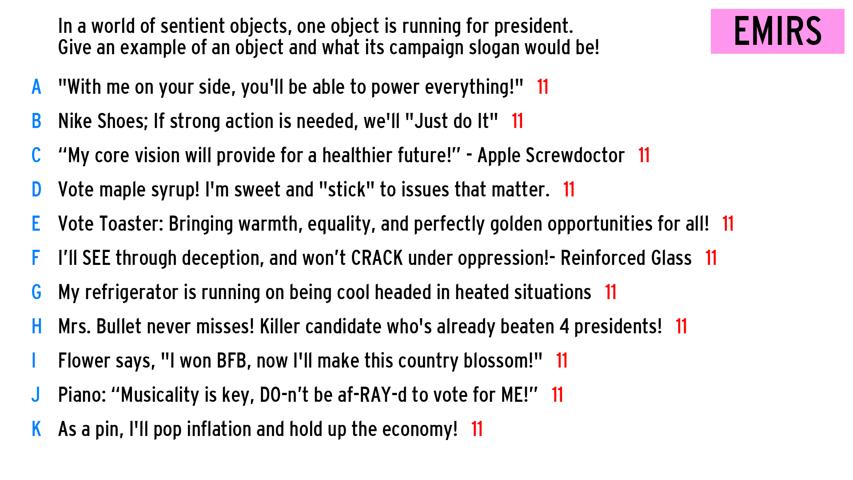 In a world of sentient objects, one object is running for president.
Give an example of an object and what its campaign slogan would be!
EMIRS
A "With me on your side, you'll be able to power everything!" 11
B Nike Shoes; If strong action is needed, we'll "Just do It" 11
C “My core vision will provide for a healthier future!” - Apple Screwdoctor 11
D Vote maple syrup! I'm sweet and "stick" to issues that matter. 11
E Vote Toaster: Bringing warmth, equality, and perfectly golden opportunities for all! 11
F I’ll SEE through deception, and won’t CRACK under oppression!- Reinforced Glass 11
G My refrigerator is running on being cool headed in heated situations 11
H Mrs. Bullet never misses! Killer candidate who's already beaten 4 presidents! 11
I Flower says, "I won BFB, now I'll make this country blossom!" 11
J Piano: “Musicality is key, DO-n’t be af-RAY-d to vote for ME!” 11
K As a pin, I'll pop inflation and hold up the economy! 11